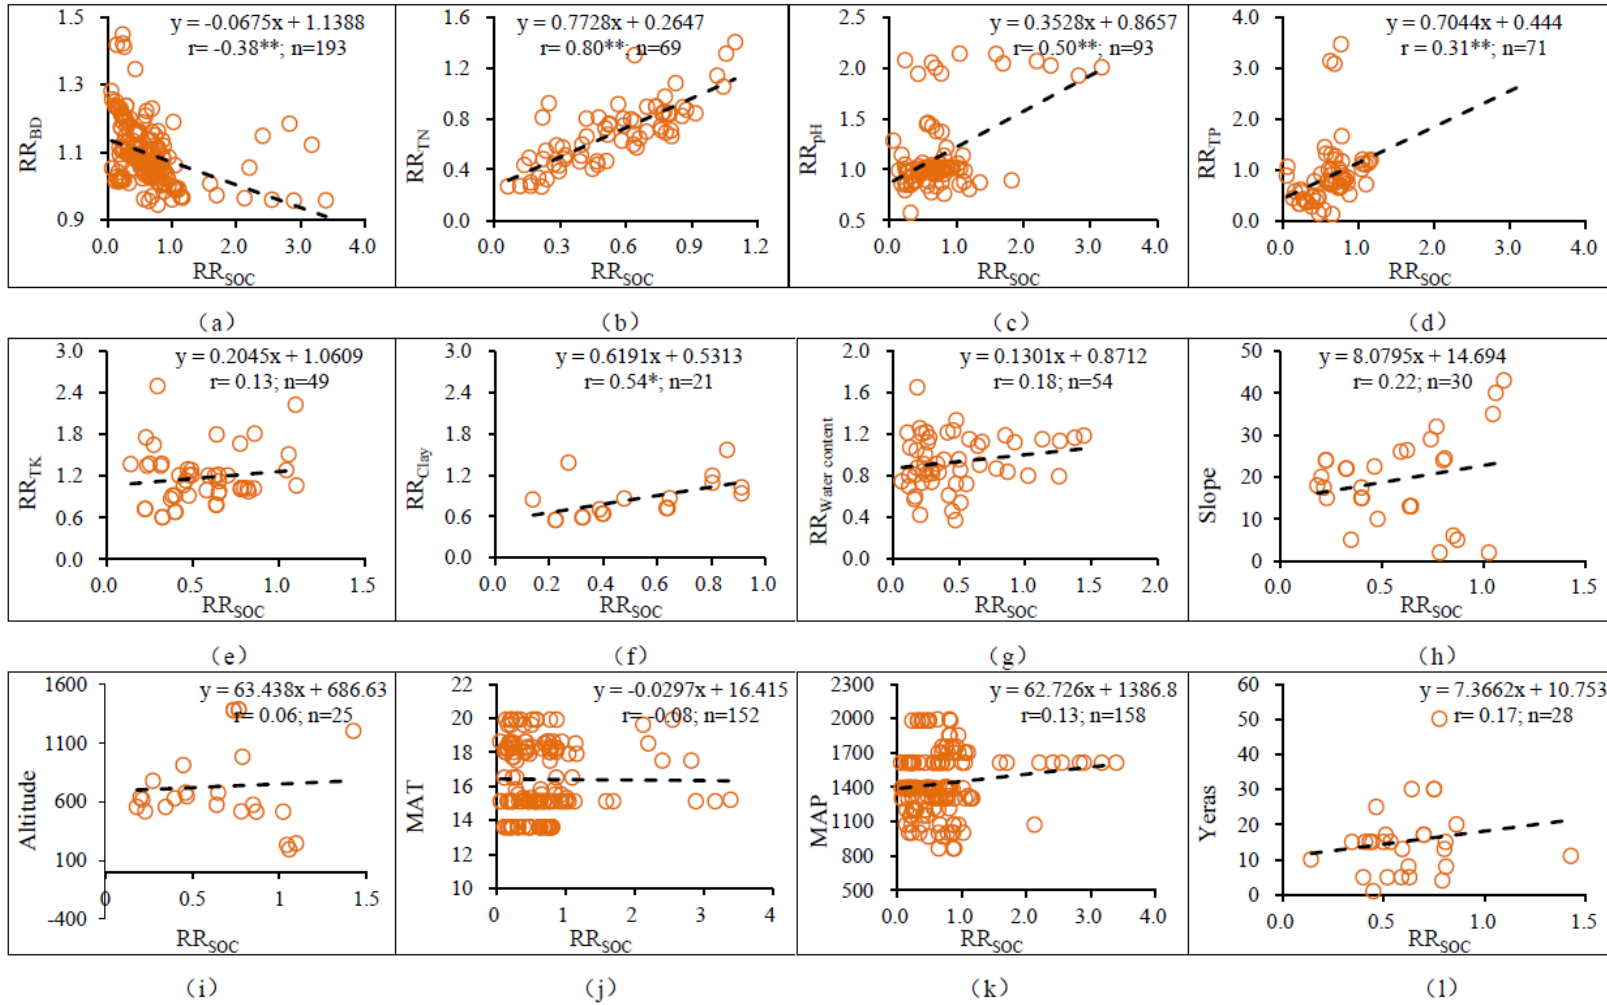 y = -0.0675x + 1.1388
r= -0.38**; n=193
RR_BD
1.5
1.3
1.1
0.9
0.0 1.0 2.0 3.0 4.0
RR_SOC
(a)
y = 0.7728x + 0.2647
r= 0.80**; n=69
RR_TN
1.6
1.2
0.8
0.4
0.0
0.0 0.3 0.6 0.9 1.2
RR_SOC
(b)
y = 0.3528x + 0.8657
r= 0.50**; n=93
RR_pH
2.5
2.0
1.5
1.0
0.5
0.0 1.0 2.0 3.0 4.0
RR_SOC
(c)
y = 0.7044x + 0.444
r = 0.31**; n=71
RR_TP
4.0
3.0
2.0
1.0
0.0
0.0 1.0 2.0 3.0 4.0
RR_SOC
(d)
y = 0.2045x + 1.0609
r= 0.13; n=49
RR_TK
3.0
2.4
1.8
1.2
0.6
0.0
0.0 0.5 1.0 1.5
RR_SOC
(e)
y = 0.6191x + 0.5313
r= 0.54*; n=21
RR_Clay
3.0
2.4
1.8
1.2
0.6
0.0
0.0 0.2 0.4 0.6 0.8 1.0
RR_SOC
(f)
y = 0.1301x + 0.8712
r= 0.18; n=54
RR_Water content
2.0
1.6
1.2
0.8
0.4
0.0
0.0 0.5 1.0 1.5 2.0
RR_SOC
(g)
y = 8.0795x + 14.694
r= 0.22; n=30
Slope
50
40
30
20
10
0
0.0 0.5 1.0 1.5
RR_SOC
(h)
y = 63.438x + 686.63
r= 0.06; n=25
Altitude
1600
1100
600
100
-400
0 0.5 1 1.5
RR_SOC
(i)
y = -0.0297x + 16.415
r= -0.08; n=152
MAT
22
20
18
16
14
12
10
0 1 2 3 4
RR_SOC
(j)
y = 62.726x + 1386.8
r=0.13; n=158
MAP
2300
2000
1700
1400
1100
800
500
0.0 1.0 2.0 3.0 4.0
RR_SOC
(k)
y = 7.3662x + 10.753
r= 0.17; n=28
Yeras
60
50
40
30
20
10
0
0.0 0.5 1.0 1.5
RR_SOC
(l)